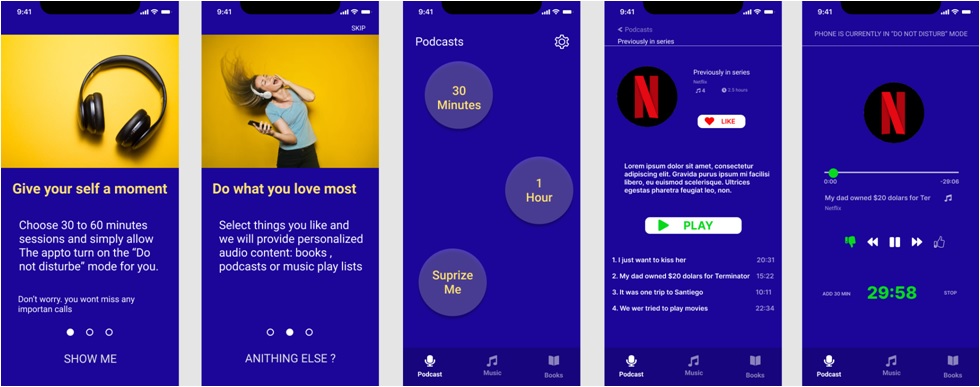 9:41
Give your self a moment
Choose 30 to 60 minutes
sessions and simply allow
The appto turn on the “Do
not disturbe” mode for you.
Don’t worry, you wont miss any
importan calls
SHOW ME
9:41
SKIP
Do what you love most
Select things you like and
we will provide personalized
audio content: books ,
podcasts or music play lists
ANITHING ELSE ?
9:41
Podcasts
30
Minutes
1
Hour
Suprize
Me
Podcast
Music
Books
9:41
< Podcasts
Previously in series
N
Previously in series
Netflix
4
2.5 hours
LIKE
Lorem ipsum dolor sit amet, consectetur
adipiscing elit. Gravida purus ipsum mi facilisi
libero, eu euismod scelerisque. Ultrices
egestas pharetra feugiat leo, non.
PLAY
1. I just want to kiss her 20:31
2. My dad owned $20 dolars for Terminator 15:22
3. It was one trip to Santiego 10:11
4. We wer tried to play movies 22:34
Podcast
Music
Books
9:41
PHONE IS CURRENTLY IN “DO NOT DISTURB” MODE
N
0:00 -29:06
My dad owned $20 dolars for Ter
Netflix
ADD 30 MIN 29:58 STOP
Podcast
Music
Books